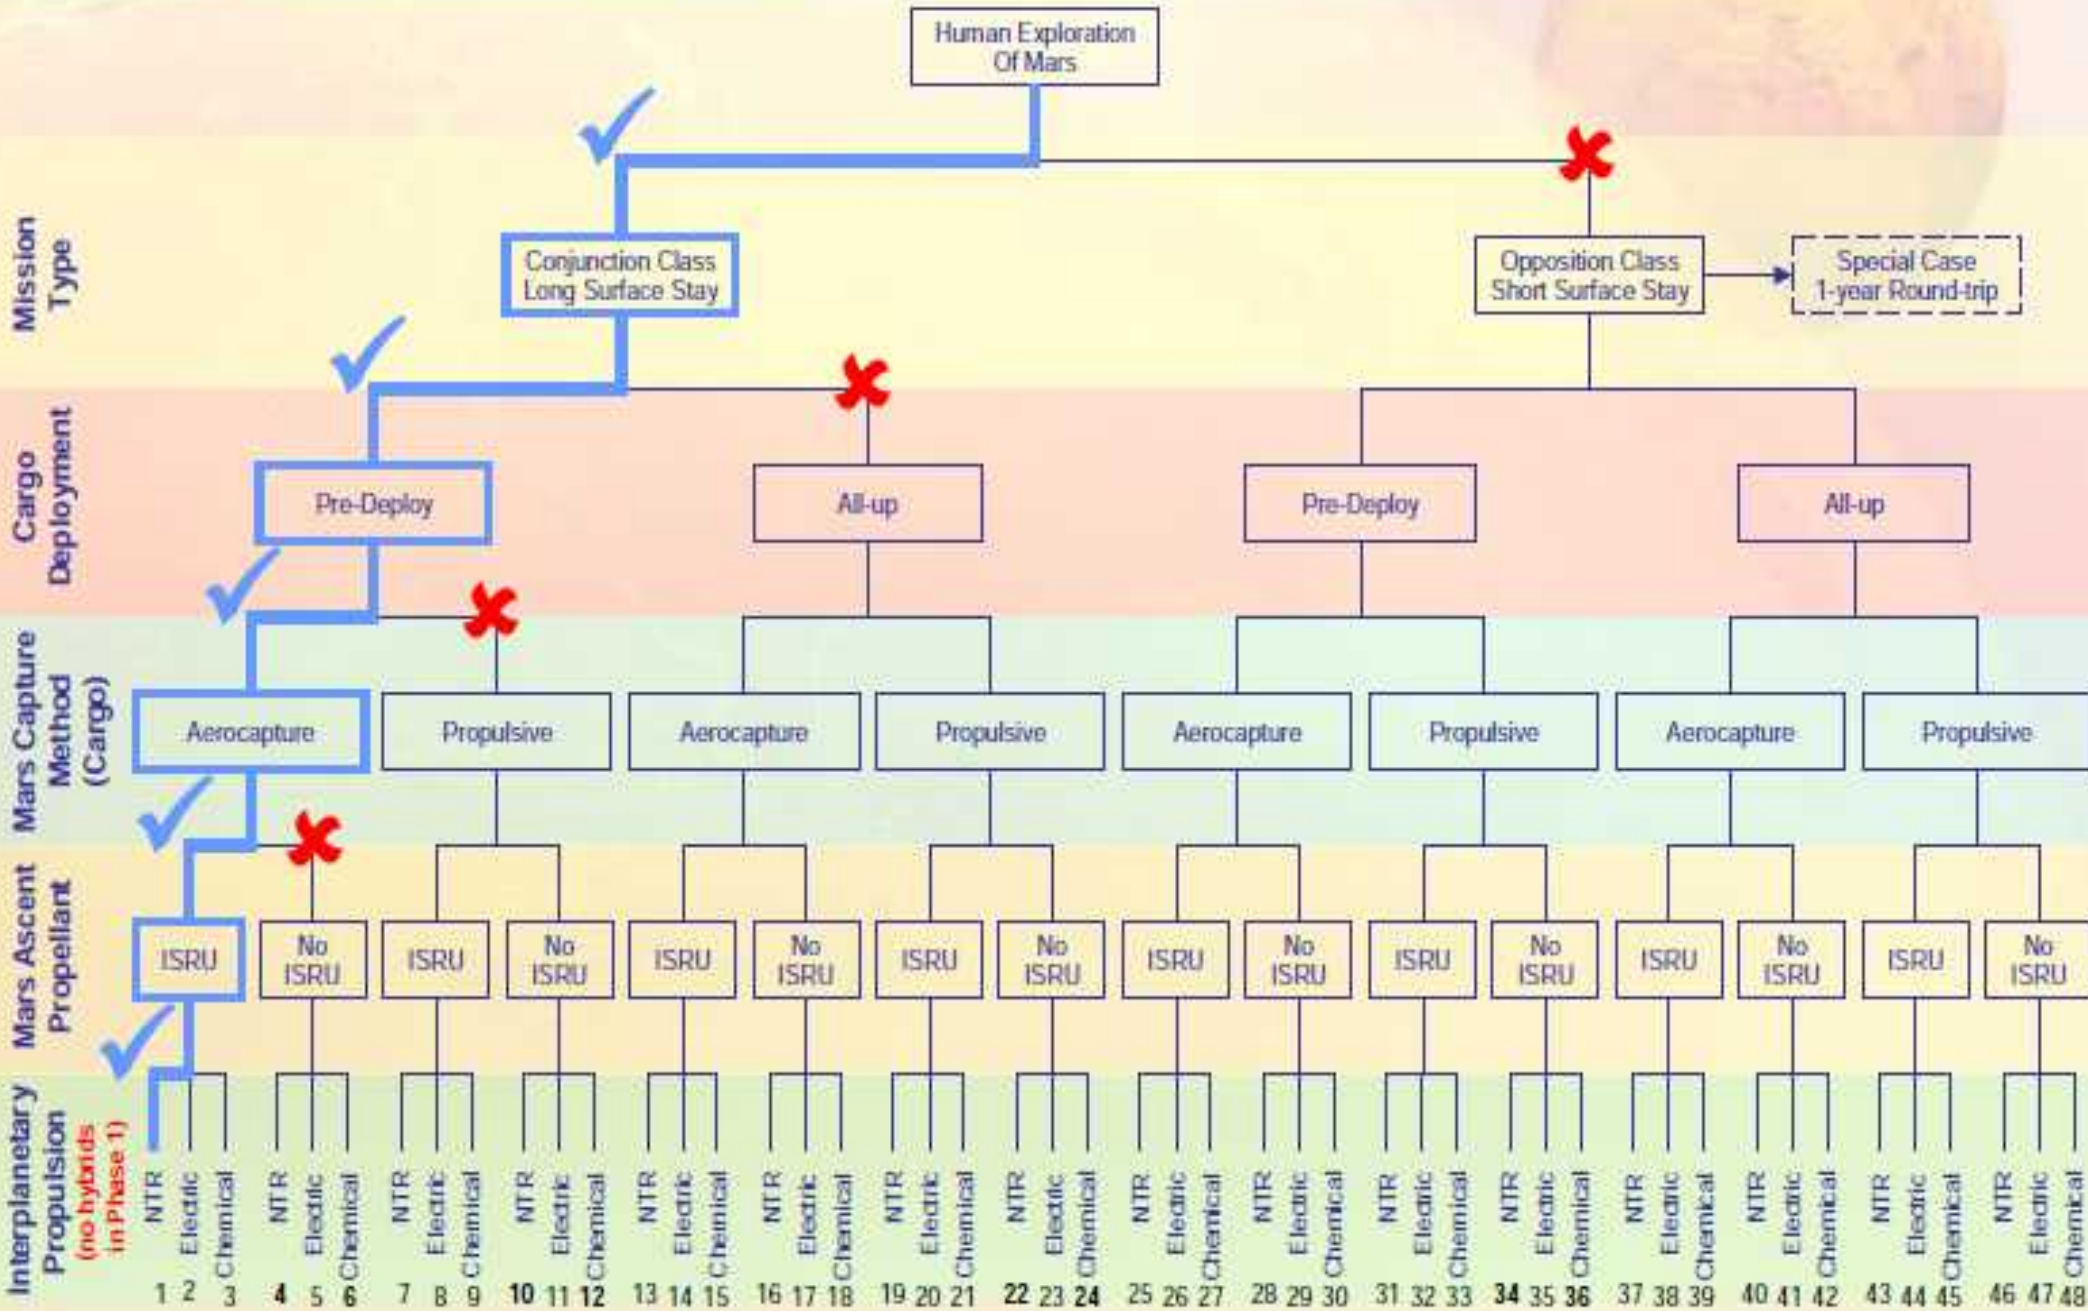 Human Exploration
Of Mars
Mission
Type
Conjunction Class
Long Surface Stay
Opposition Class
Short Surface Stay
Special Case
1-year Round-trip
Cargo
Deployment
Pre-Deploy
All-up
Pre-Deploy
All-up
Mars Capture
Method
(Cargo)
Aerocapture
Propulsive
Aerocapture
Propulsive
Aerocapture
Propulsive
Aerocapture
Propulsive
Mars Ascent
Propellant
ISRU
No
ISRU
ISRU
No
ISRU
ISRU
No
ISRU
ISRU
No
ISRU
ISRU
No
ISRU
ISRU
No
ISRU
ISRU
No
ISRU
ISRU
No
ISRU
Interplanetary
Propulsion
(no hybrids
in Phase 1)
NTR
Electric
Chemical
NTR
Electric
Chemical
NTR
Electric
Chemical
NTR
Electric
Chemical
NTR
Electric
Chemical
NTR
Electric
Chemical
NTR
Electric
Chemical
NTR
Electric
Chemical
NTR
Electric
Chemical
NTR
Electric
Chemical
NTR
Electric
Chemical
NTR
Electric
Chemical
NTR
Electric
Chemical
NTR
Electric
Chemical
NTR
Electric
Chemical
NTR
Electric
Chemical
1 2 3 4 5 6 7 8 9 10 11 12 13 14 15 16 17 18 19 20 21 22 23 24 25 26 27 28 29 30 31 32 33 34 35 36 37 38 39 40 41 42 43 44 45 46 47 48